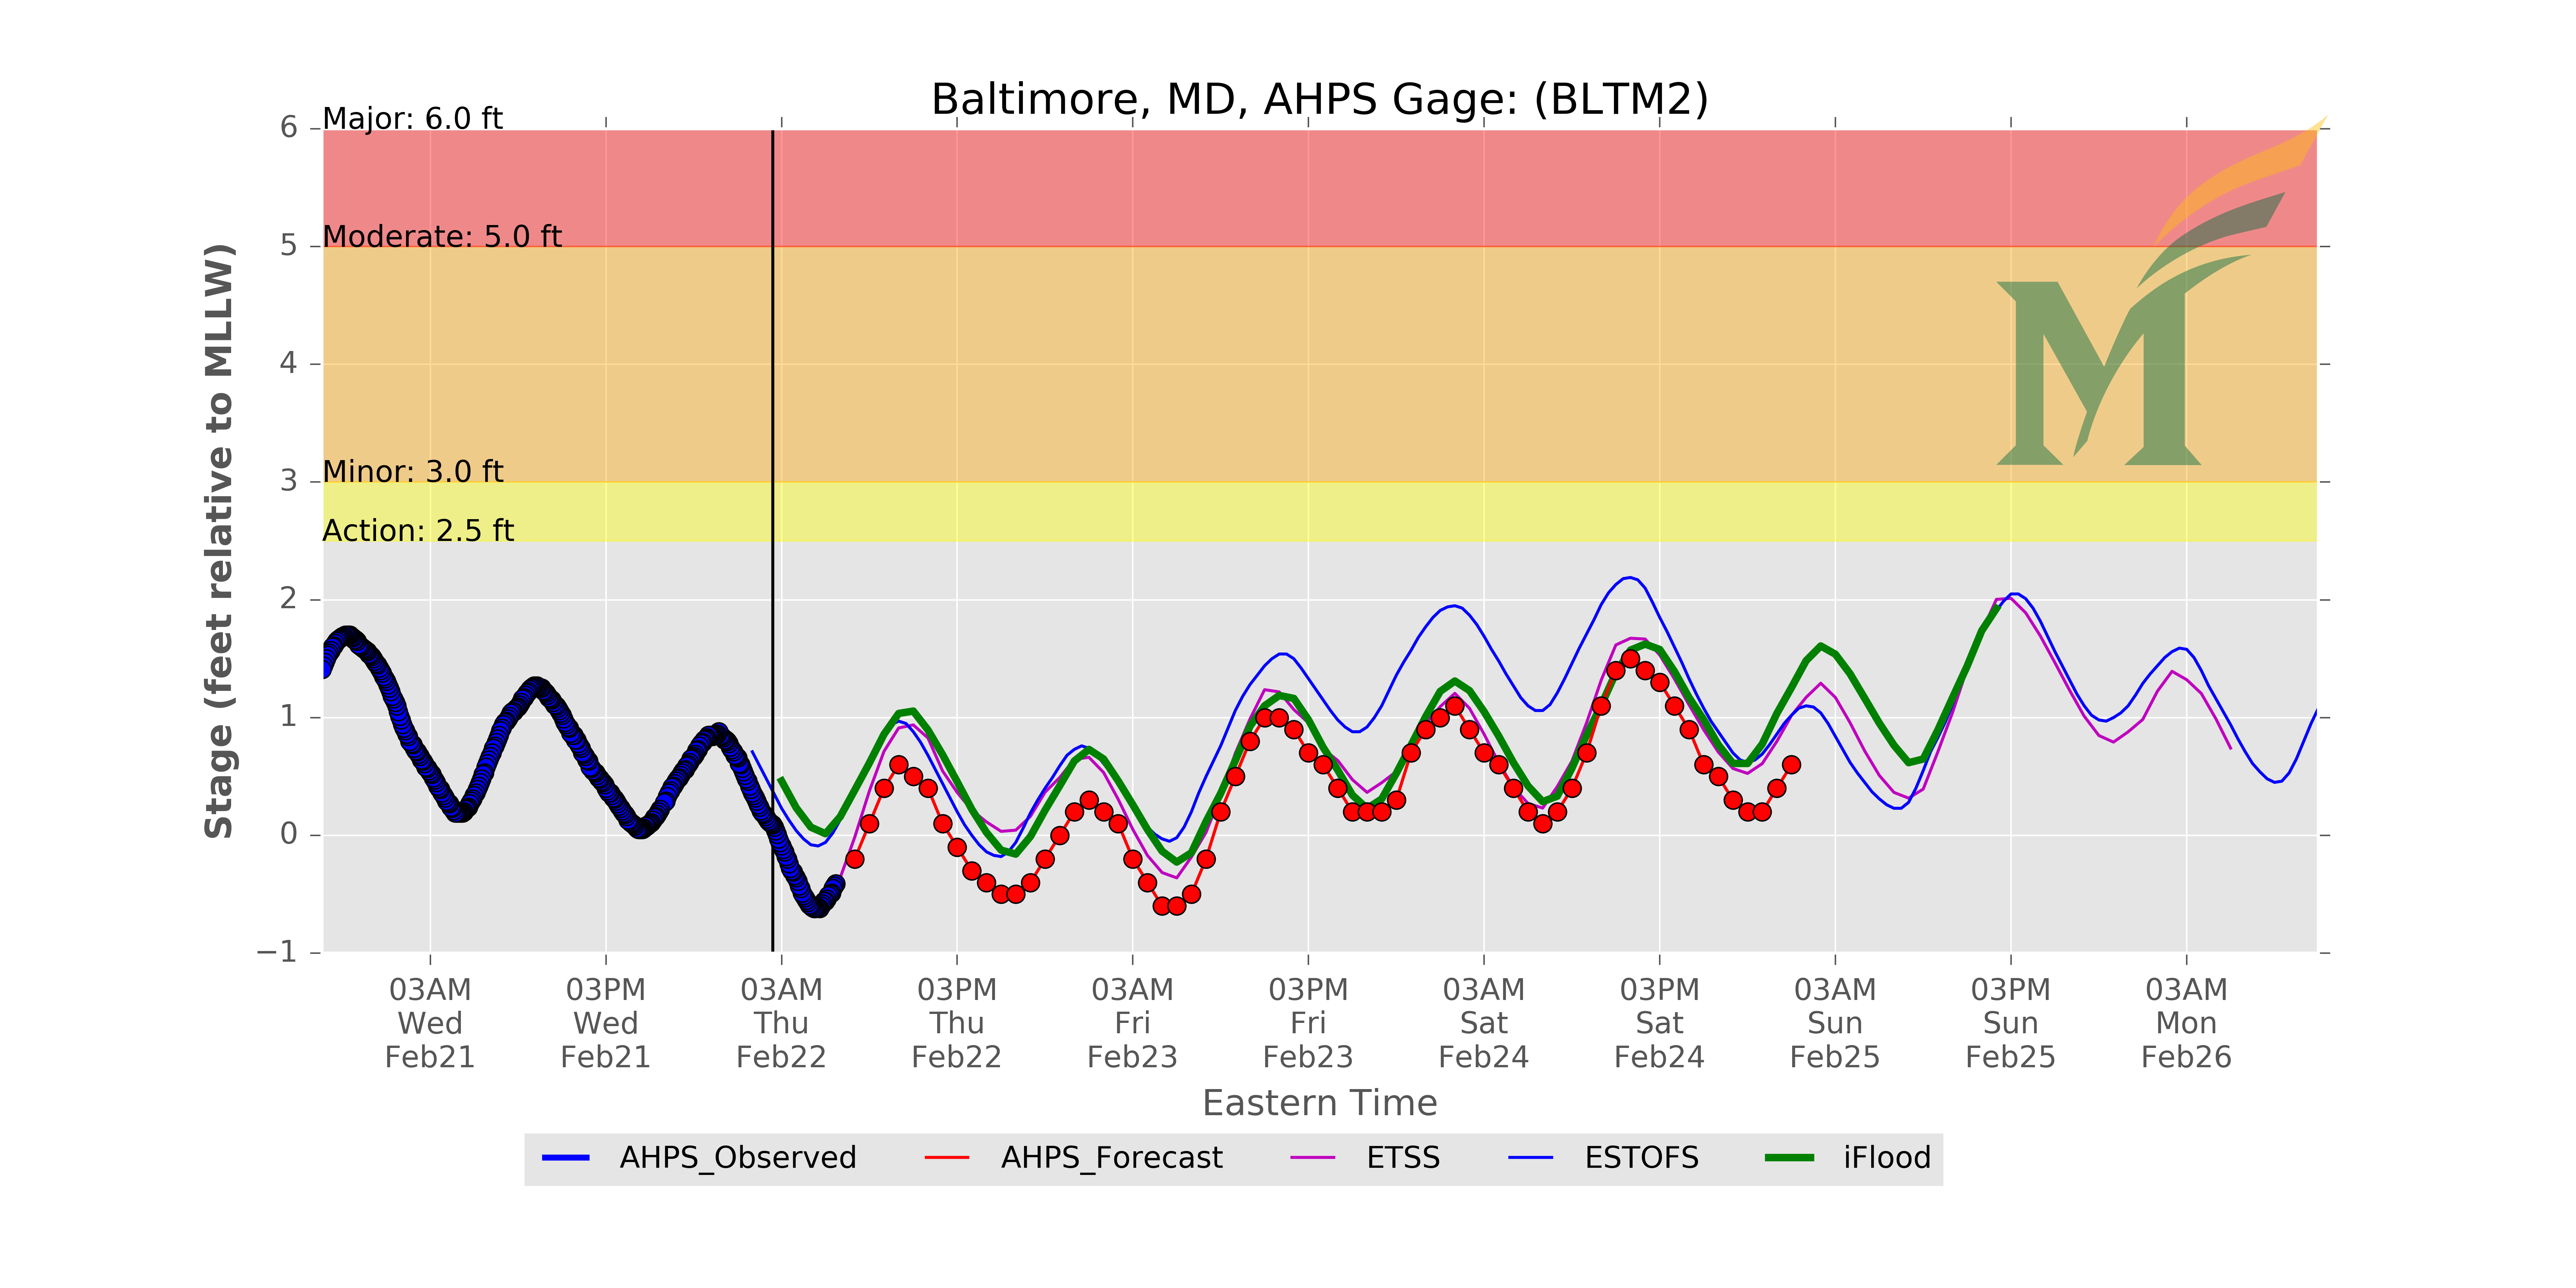 Baltimore, MD, AHPS Gage: (BLTM2)
Major: 6.0 ft
Moderate: 5.0 ft
Minor: 3.0 ft
Action: 2.5 ft
6
5
4
3
2
1
0
−1
Stage (feet relative to MLLW)
03AM Wed Feb21
03PM Wed Feb21
03AM Thu Feb22
03PM Thu Feb22
03AM Fri Feb23
03PM Fri Feb23
03AM Sat Feb24
03PM Sat Feb24
03AM Sun Feb25
03PM Sun Feb25
03AM Mon Feb26
Eastern Time
AHPS_Observed AHPS_Forecast ETSS ESTOFS iFlood
M